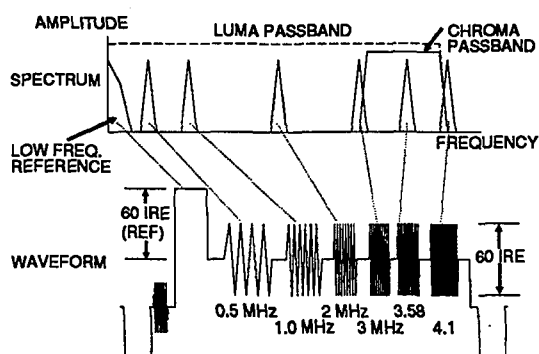 AMPLITUDE
LUMA PASSBAND
CHROMA
PASSBAND
SPECTRUM
FREQUENCY
LOW FREQ.
REFERENCE
60 IRE
(REF)
WAVEFORM
60 IRE
0.5 MHz
2 MHz
3.58
1.0 MHz
3 MHz
4.1